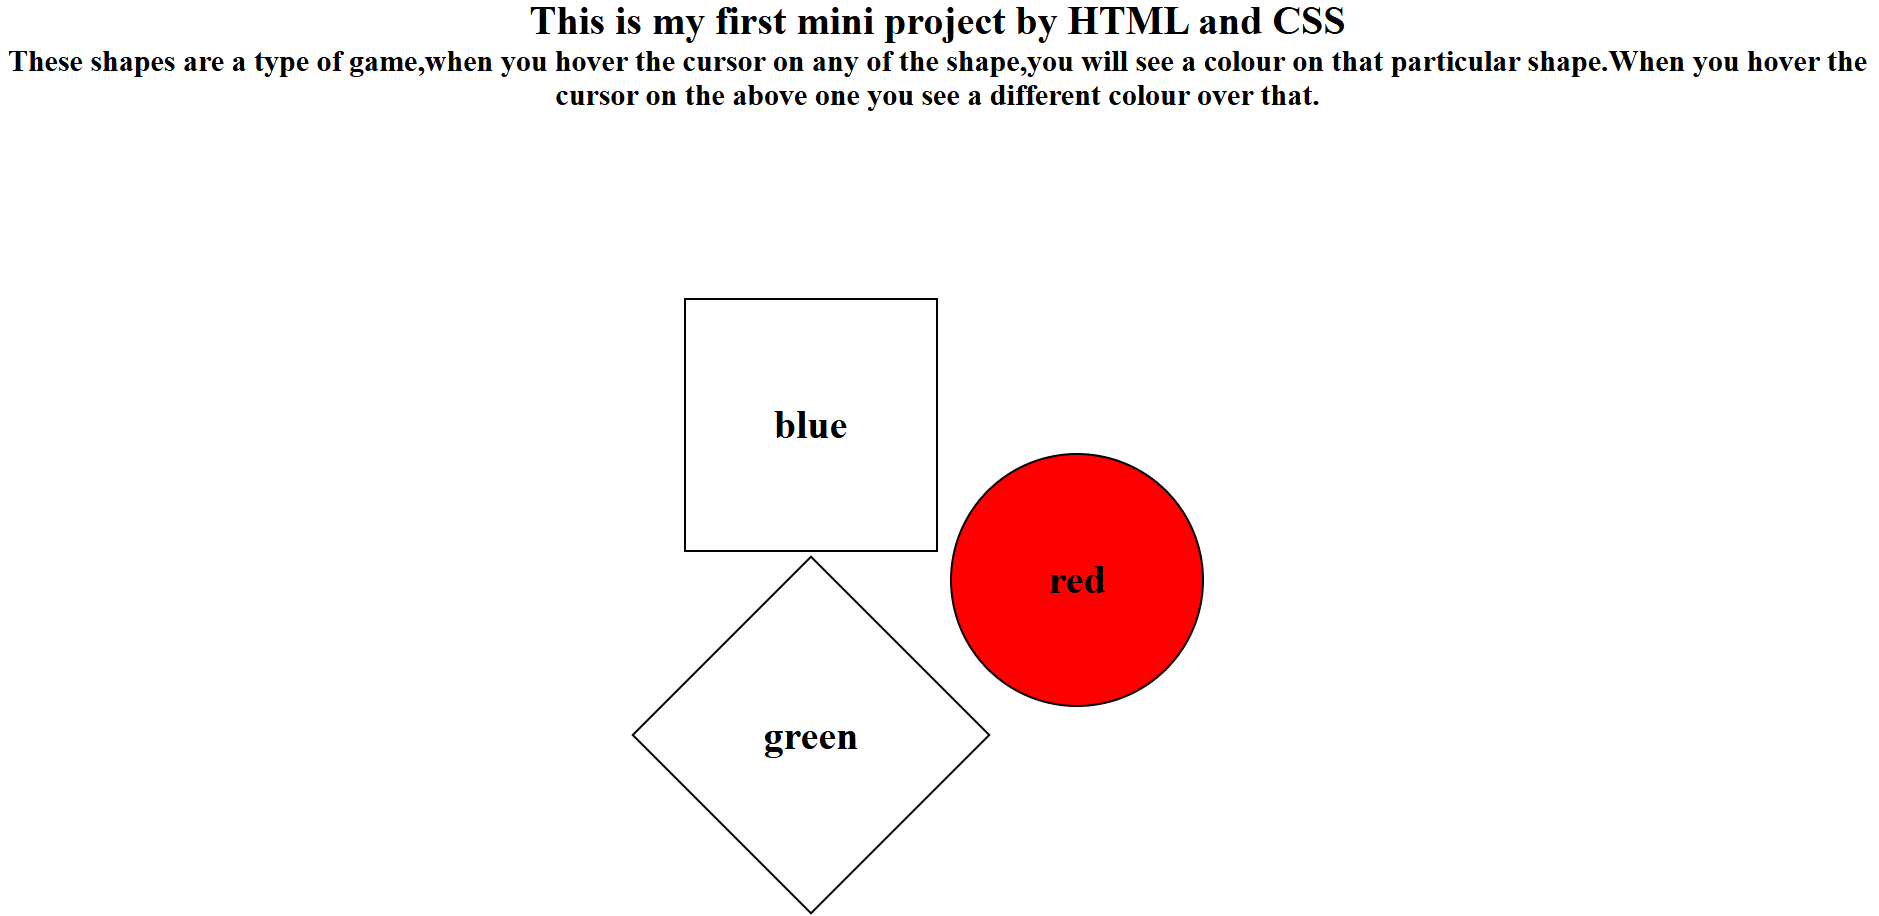 This is my first mini project by HTML and CSS
These shapes are a type of game,when you hover the cursor on any of the shape,you will see a colour on that particular shape.When you hover the
cursor on the above one you see a different colour over that.
blue
red
green